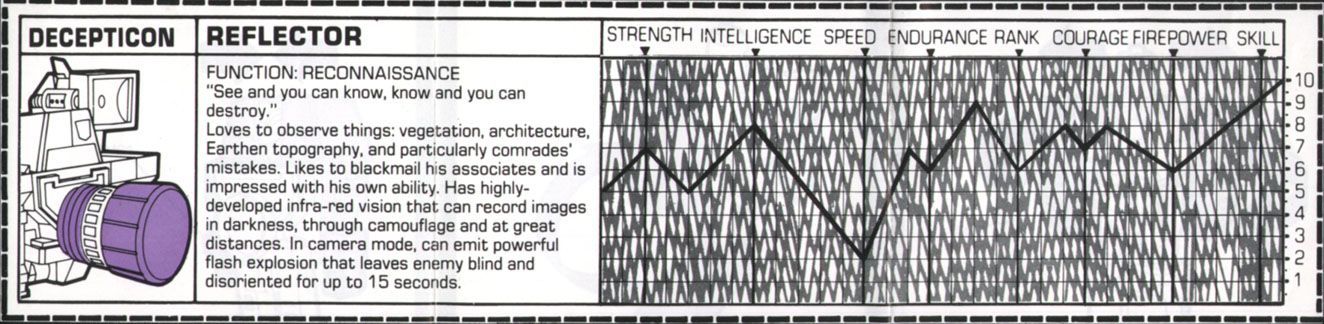 DECEPTICON
REFLECTOR
FUNCTION: RECONNAISSANCE
“See and you can know, know and you can
destroy.”
Loves to observe things: vegetation, architecture,
Earthen topography, and particularly comrades'
mistakes. Likes to blackmail his associates and is
impressed with his own ability. Has highly-
developed infra-red vision that can record images
in darkness, through camouflage and at great
distances. In camera mode, can emit powerful
flash explosion that leaves enemy blind and
disoriented for up to 15 seconds.
STRENGTH INTELLIGENCE SPEED ENDURANCE RANK COURAGE FIREPOWER SKILL
10
9
8
7
6
5
4
3
2
1